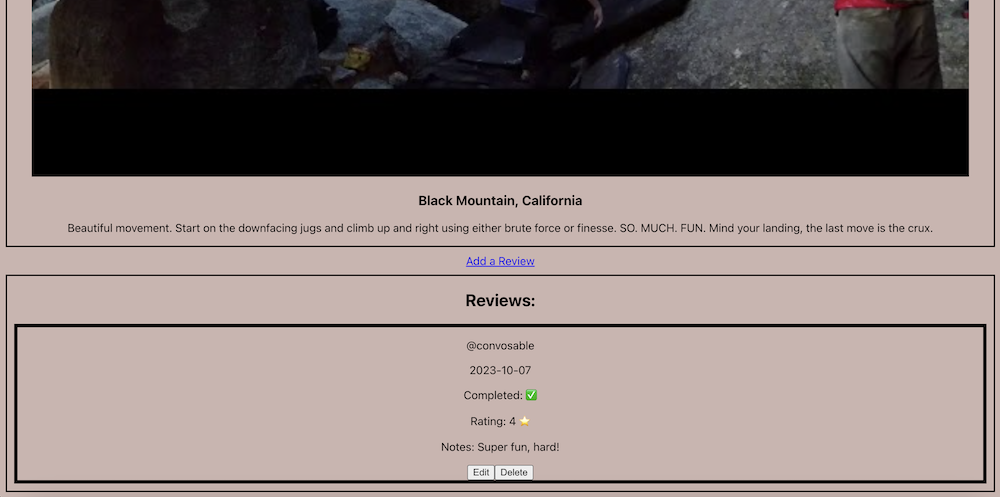 Black Mountain, California
Beautiful movement. Start on the downfacing jugs and climb up and right using either brute force or finesse. SO. MUCH. FUN. Mind your landing, the last move is the crux.
Add a Review
Reviews:
@convosable
2023-10-07
Completed: ✅
Rating: 4 ⭐
Notes: Super fun, hard!
Edit Delete